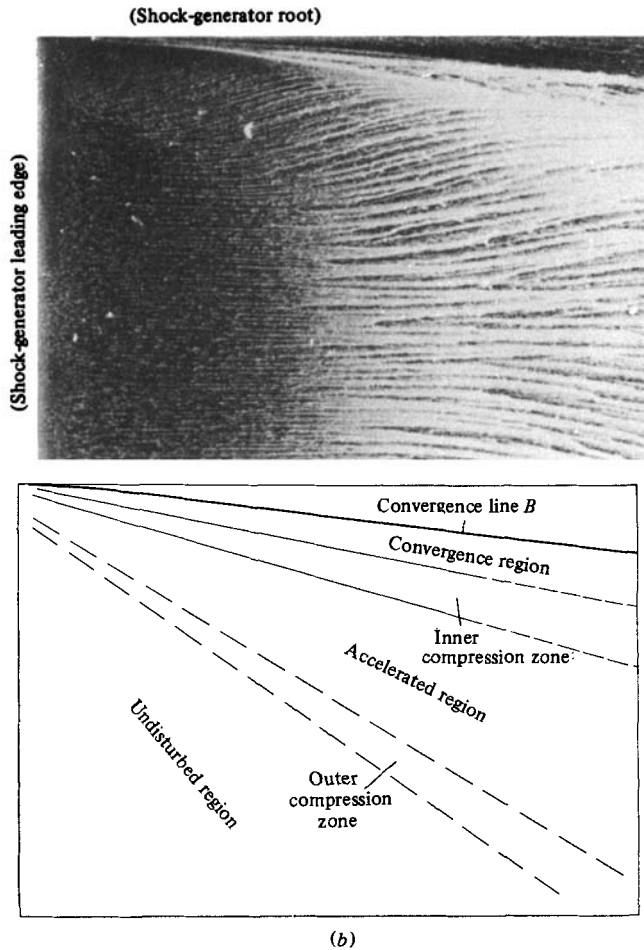 (Shock-generator root)
(Shock-generator leading edge)
Convergence line B
Convergence region
Inner
compression zone
Accelerated region
Undisturbed region
Outer
compression
zone
(b)